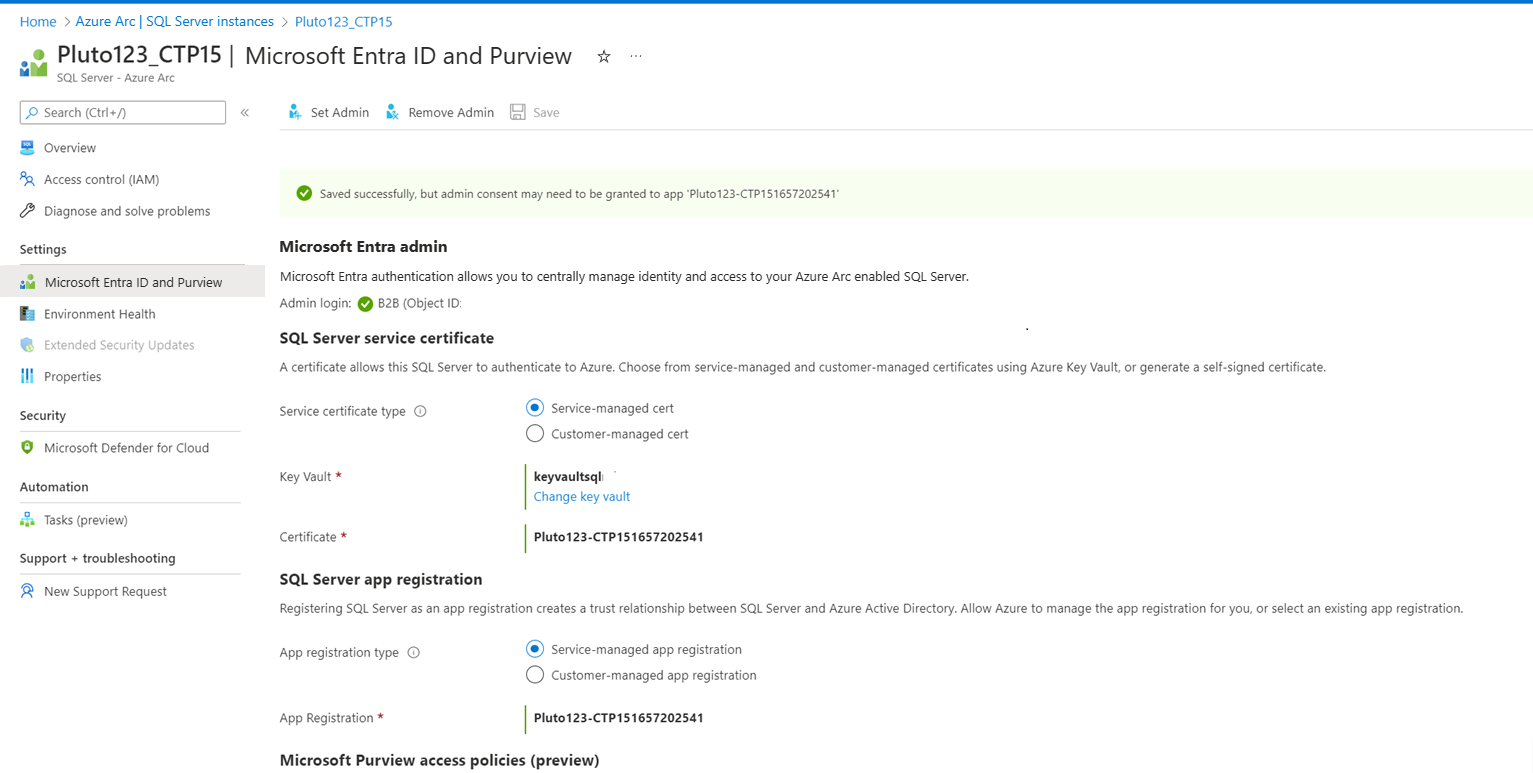 Home > Azure Arc | SQL Server instances > Pluto123_CTP15
Pluto123_CTP15 | Microsoft Entra ID and Purview ☆ ...
SQL Server - Azure Arc
Search (Ctrl+/) «
Overview
Access control (IAM)
Diagnose and solve problems
Settings
Microsoft Entra ID and Purview
Environment Health
Extended Security Updates
Properties
Security
Microsoft Defender for Cloud
Automation
Tasks (preview)
Support + troubleshooting
New Support Request
Set Admin Remove Admin Save
Saved successfully, but admin consent may need to be granted to app 'Pluto123-CTP151657202541'
Microsoft Entra admin
Microsoft Entra authentication allows you to centrally manage identity and access to your Azure Arc enabled SQL Server.
Admin login: B2B (Object ID:
SQL Server service certificate
A certificate allows this SQL Server to authenticate to Azure. Choose from service-managed and customer-managed certificates using Azure Key Vault, or generate a self-signed certificate.
Service certificate type
Service-managed cert
Customer-managed cert
Key Vault * keyvaultsql
Change key vault
Certificate * Pluto123-CTP151657202541
SQL Server app registration
Registering SQL Server as an app registration creates a trust relationship between SQL Server and Azure Active Directory. Allow Azure to manage the app registration for you, or select an existing app registration.
App registration type
Service-managed app registration
Customer-managed app registration
App Registration * Pluto123-CTP151657202541
Microsoft Purview access policies (preview)